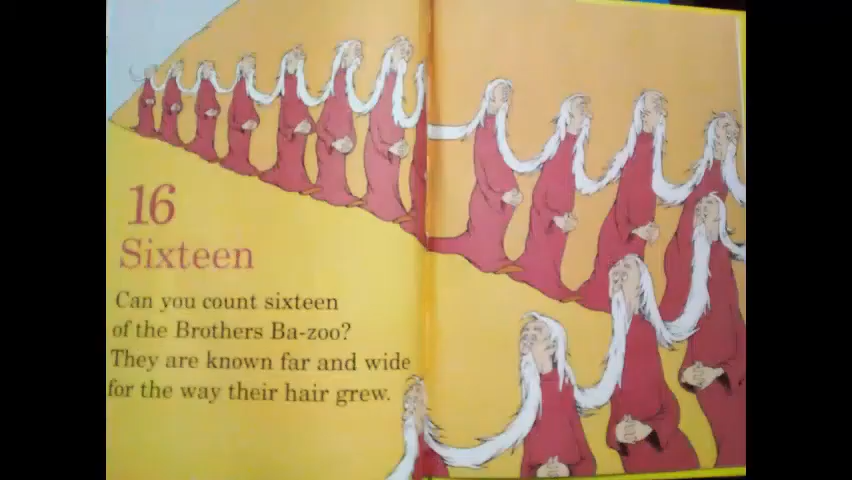 16
Sixteen
Can you count sixteen
of the Brothers Ba-zoo?
They are known far and wide
for the way their hair grew.